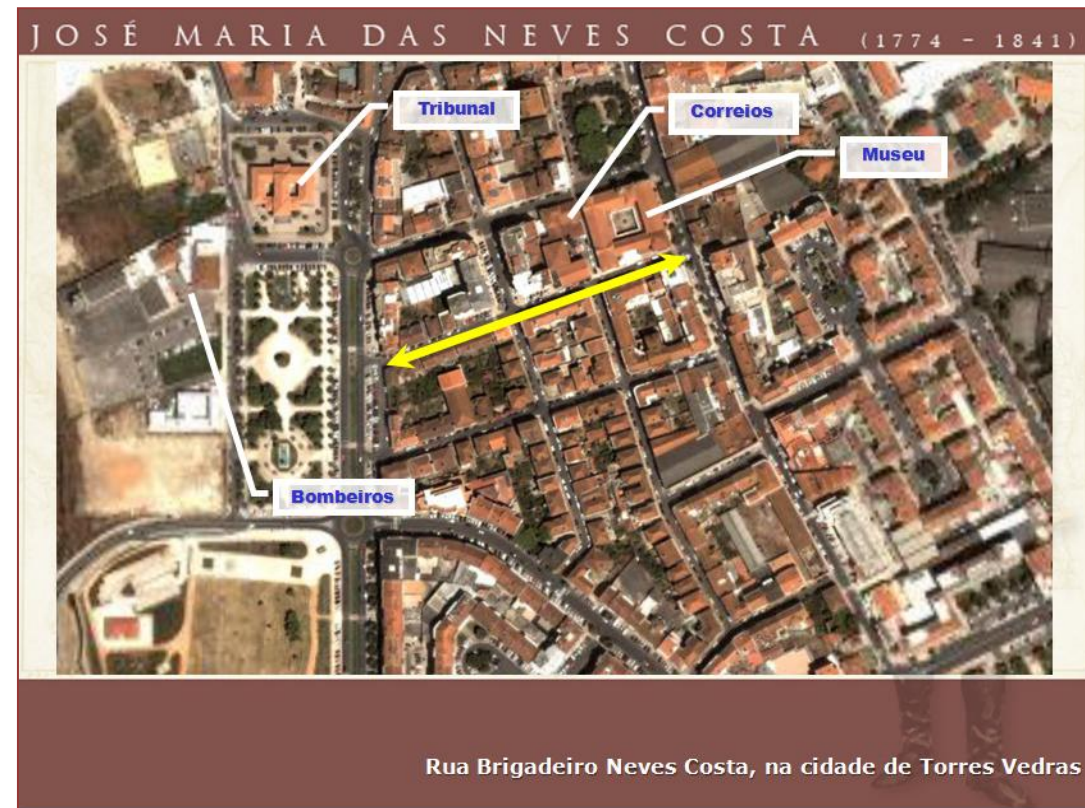 JOSÉ MARIA DAS NEVES COSTA (1774 - 1841)
Tribunal
Correios
Museu
Bombeiros
Rua Brigadeiro Neves Costa, na cidade de Torres Vedras